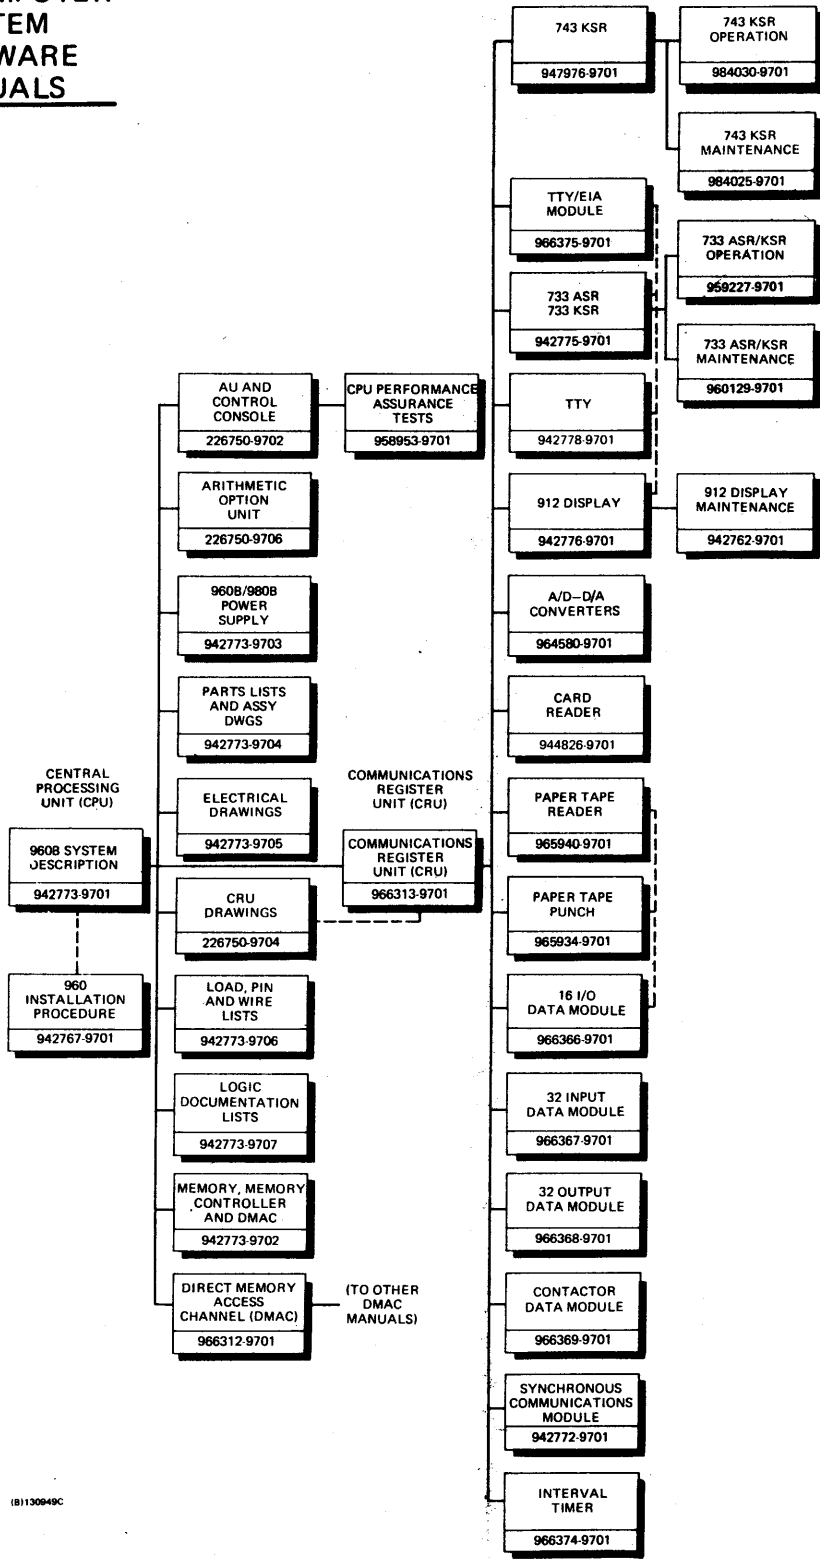 TEM
WARE
UALS
743 KSR
947976-9701
743 KSR
OPERATION
984030-9701
743 KSR
MAINTENANCE
984025-9701
TTY/EIA
MODULE
966375-9701
733 ASR/KSR
OPERATION
959227-9701
733 ASR
733 KSR
942775-9701
733 ASR/KSR
MAINTENANCE
960129-9701
AU AND
CONTROL
CONSOLE
226750-9702
CPU PERFORMANCE
ASSURANCE
TESTS
958953-9701
TTY
942778-9701
ARITHMETIC
OPTION
UNIT
226750-9706
912 DISPLAY
942776-9701
912 DISPLAY
MAINTENANCE
942762-9701
960B/980B
POWER
SUPPLY
942773-9703
A/D–D/A
CONVERTERS
964580-9701
PARTS LISTS
AND ASSY
DWGS
942773-9704
CARD
READER
944826-9701
CENTRAL
PROCESSING
UNIT (CPU)
ELECTRICAL
DRAWINGS
942773-9705
COMMUNICATIONS
REGISTER
UNIT (CRU)
PAPER TAPE
READER
965940-9701
960B SYSTEM
DESCRIPTION
942773-9701
COMMUNICATIONS
REGISTER
UNIT (CRU)
966313-9701
CRU
DRAWINGS
226750-9704
PAPER TAPE
PUNCH
965934-9701
960
INSTALLATION
PROCEDURE
942767-9701
LOAD, PIN
AND WIRE
LISTS
942773-9706
16 I/O
DATA MODULE
966366-9701
LOGIC
DOCUMENTATION
LISTS
942773-9707
32 INPUT
DATA MODULE
966367-9701
MEMORY, MEMORY
CONTROLLER
AND DMAC
942773-9702
32 OUTPUT
DATA MODULE
966368-9701
DIRECT MEMORY
ACCESS
CHANNEL (DMAC)
966312-9701
(TO OTHER
DMAC
MANUALS)
CONTACTOR
DATA MODULE
966369-9701
SYNCHRONOUS
COMMUNICATIONS
MODULE
942772-9701
INTERVAL
TIMER
966374-9701
(B)130949C